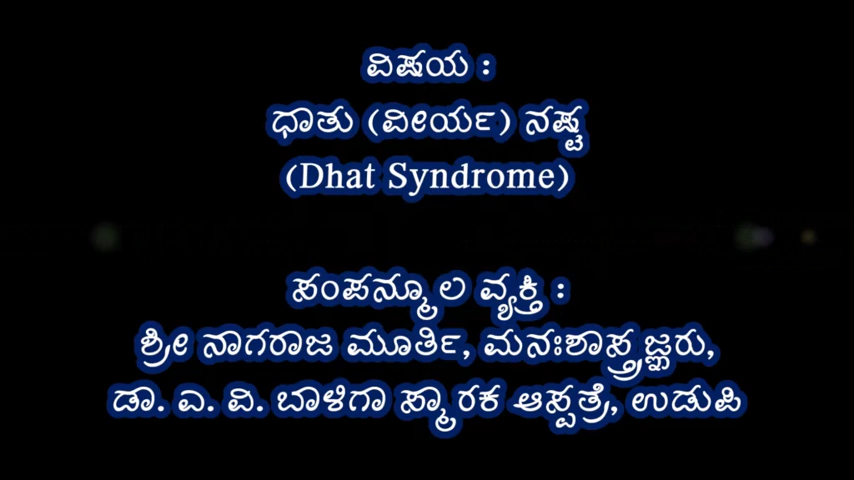 ವಿಷಯ :
ಧಾತು (ವೀರ್ಯ) ನಷ್ಟ
(Dhat Syndrome)
ಸಂಪನ್ಮೂಲ ವ್ಯಕ್ತಿ :
ಶ್ರೀ ನಾಗರಾಜ ಮೂರ್ತಿ, ಮನಃಶಾಸ್ತ್ರಜ್ಞರು,
ಡಾ. ಎ. ವಿ. ಬಾಳಿಗಾ ಸ್ಮಾರಕ ಆಸ್ಪತ್ರೆ, ಉಡುಪಿ